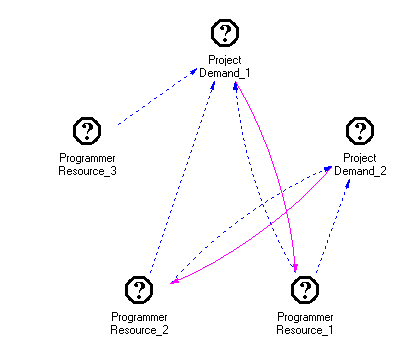 ?
Project
Demand_1
?
Programmer
Resource_3
?
Project
Demand_2
?
Programmer
Resource_2
?
Programmer
Resource_1